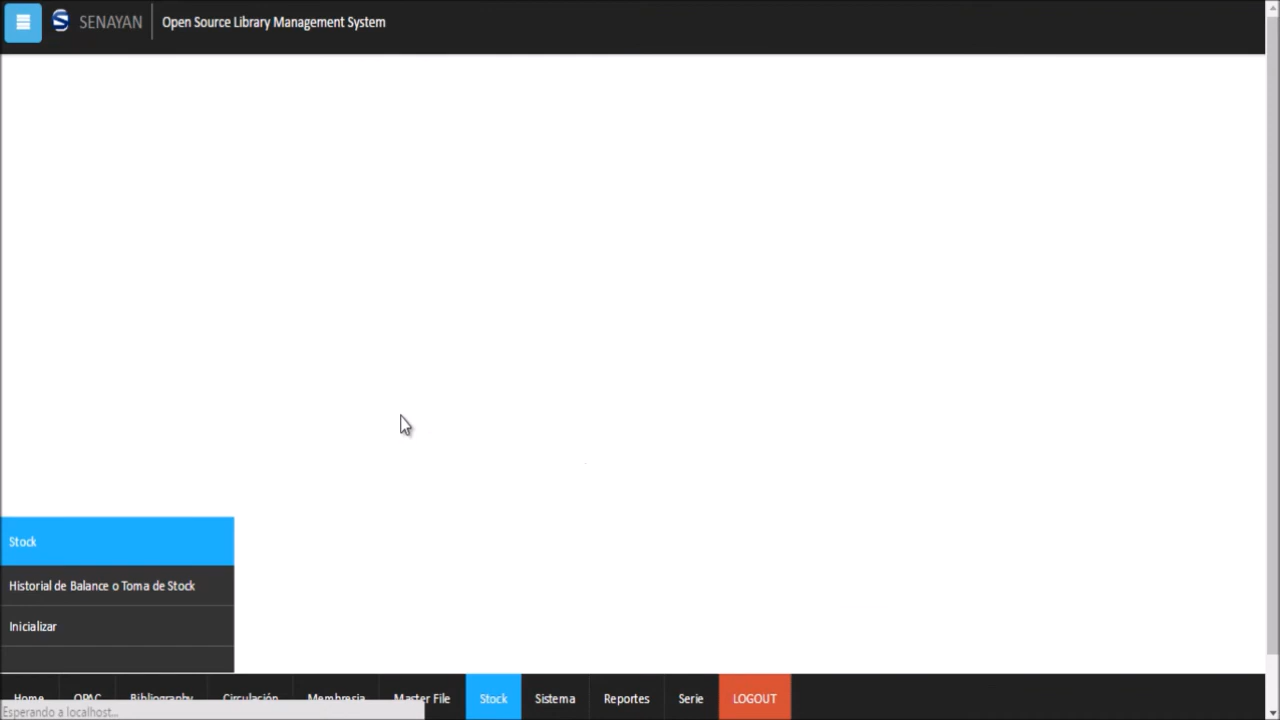 SENAYAN Open Source Library Management System
Stock
Historial de Balance o Toma de Stock
Inicializar
Home OPAC Bibliography Circulación Membresia Master File Stock Sistema Reportes Serie LOGOUT
Esperando a localhost...